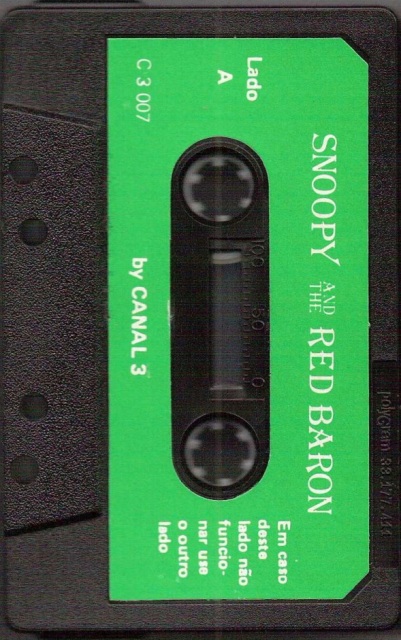 SNOOPY AND THE RED BARON
Lado
A
100 50 0
Em caso
deste
lado não
funcio-
nar use
o outro
lado
C 3 007
by CANAL 3